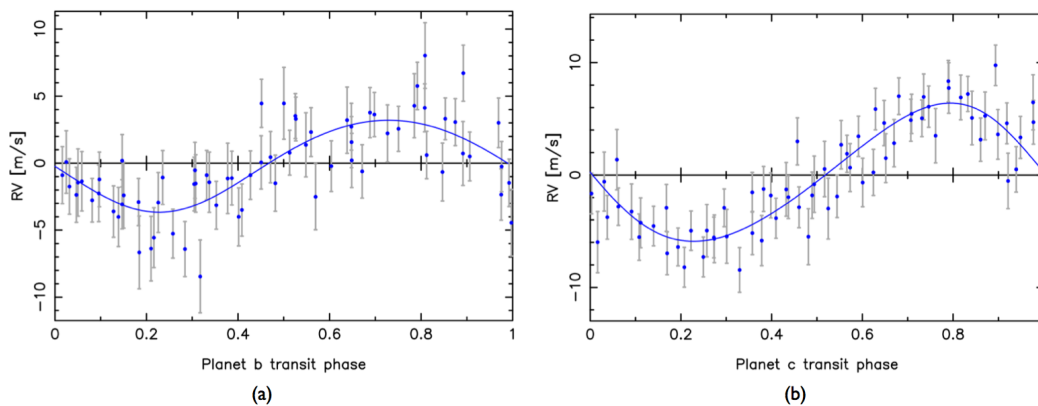 10
5
0
−5
−10
RV [m/s]
0 0.2 0.4 0.6 0.8 1
Planet b transit phase
(a)
10
0
−10
RV [m/s]
0 0.2 0.4 0.6 0.8
Planet c transit phase
(b)